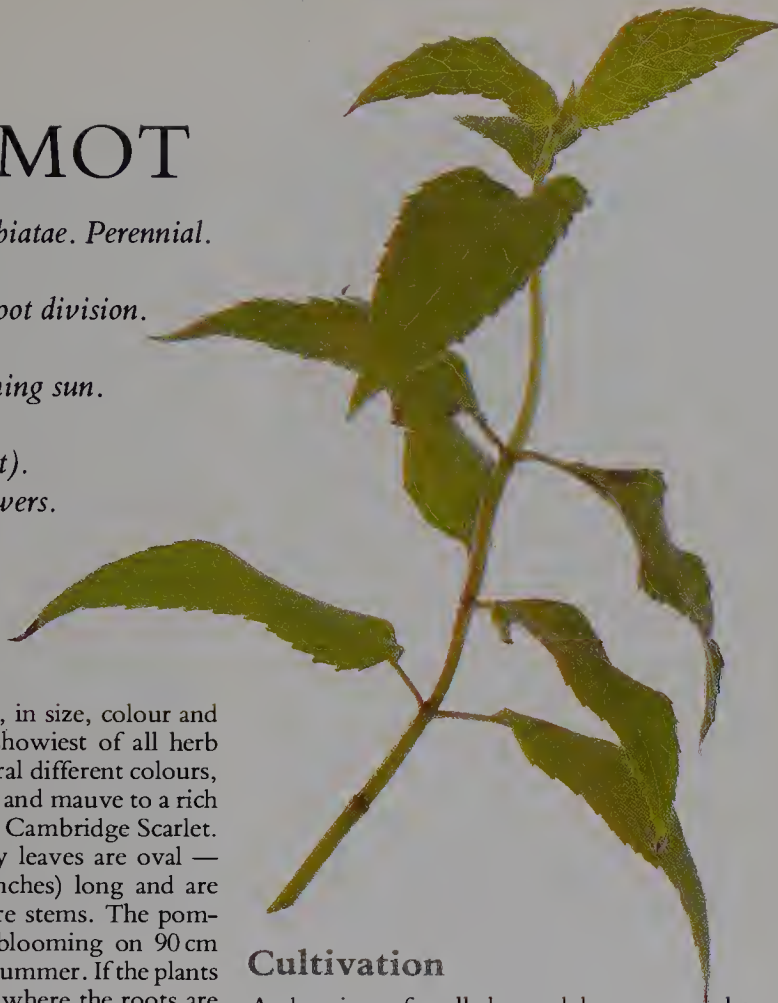 MOT
biatae. Perennial.
oot division.
ning sun.
t).
wers.
, in size, colour and
howiest of all herb
ral different colours,
and mauve to a rich
Cambridge Scarlet.
y leaves are oval —
nches) long and are
re stems. The pom-
blooming on 90 cm
ummer. If the plants
where the roots are
Cultivation